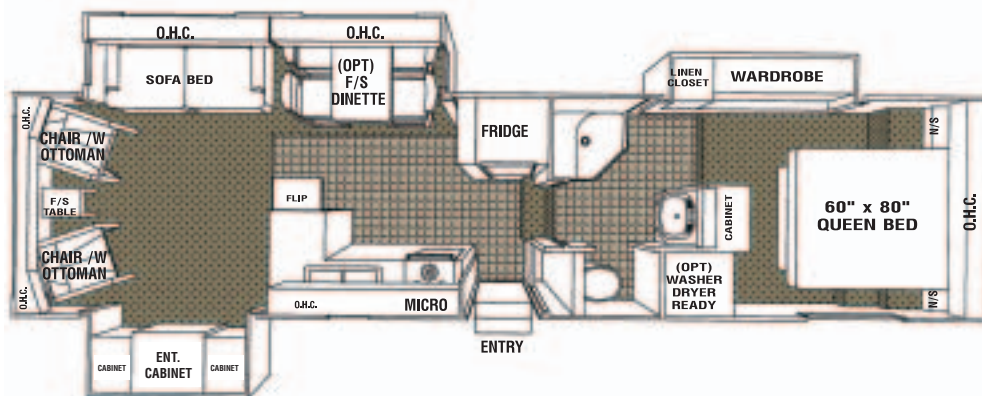 O.H.C.
O.H.C.
SOFA BED
(OPT)
F/S
DINETTE
LINEN
CLOSET
WARDROBE
O.H.C.
CHAIR /W
OTTOMAN
FRIDGE
N/S
F/S
TABLE
FLIP
CABINET
60" x 80"
QUEEN BED
O.H.C.
CHAIR /W
OTTOMAN
O.H.C.
(OPT)
WASHER
DRYER
READY
N/S
O.H.C.
MICRO
ENTRY
CABINET
ENT.
CABINET
CABINET